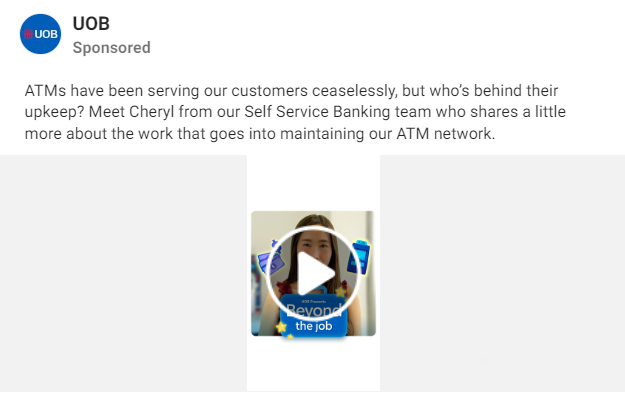 UOB
UOB
Sponsored
ATMs have been serving our customers ceaselessly, but who's behind their
upkeep? Meet Cheryl from our Self Service Banking team who shares a little
more about the work that goes into maintaining our ATM network.
UOB Presents
Beyond
the job